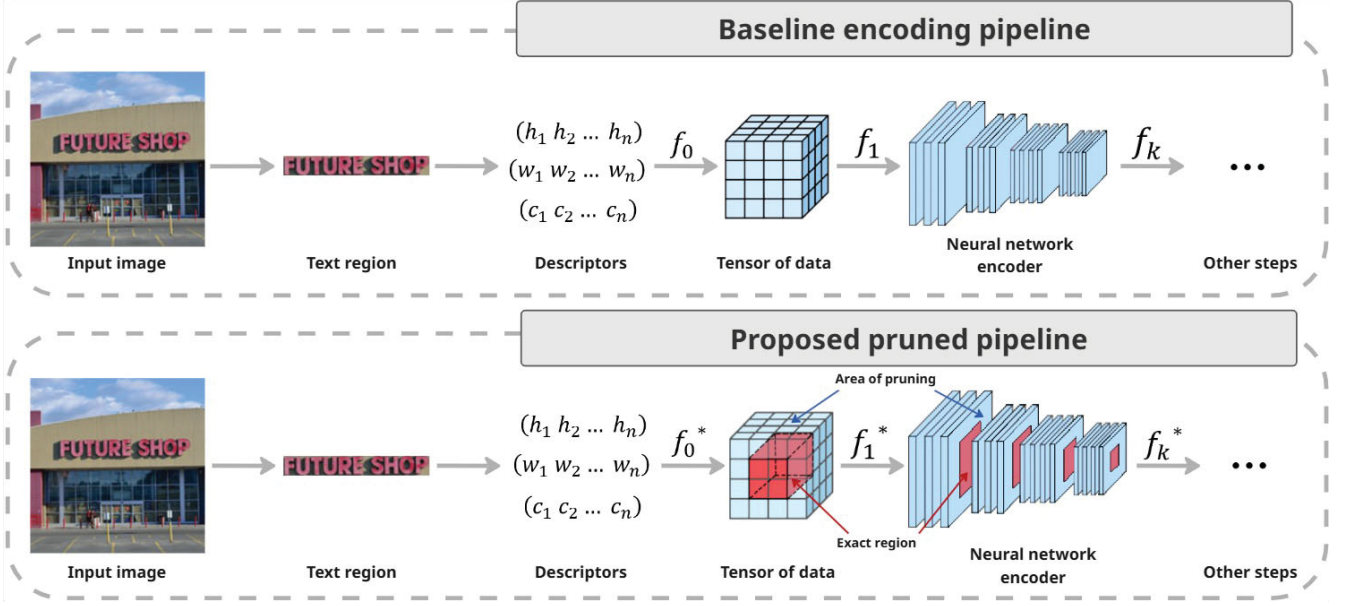 Baseline encoding pipeline
FUTURE SHOP
FUTURE SHOP
(h₁ h₂ … hₙ)
(w₁ w₂ … wₙ)
(c₁ c₂ … cₙ)
f₀
f₁
fₖ
...
Input image
Text region
Descriptors
Tensor of data
Neural network
encoder
Other steps
Proposed pruned pipeline
Area of pruning
FUTURE SHOP
FUTURE SHOP
(h₁ h₂ … hₙ)
(w₁ w₂ … wₙ)
(c₁ c₂ … cₙ)
f₀*
f₁*
fₖ*
...
Exact region
Input image
Text region
Descriptors
Tensor of data
Neural network
encoder
Other steps